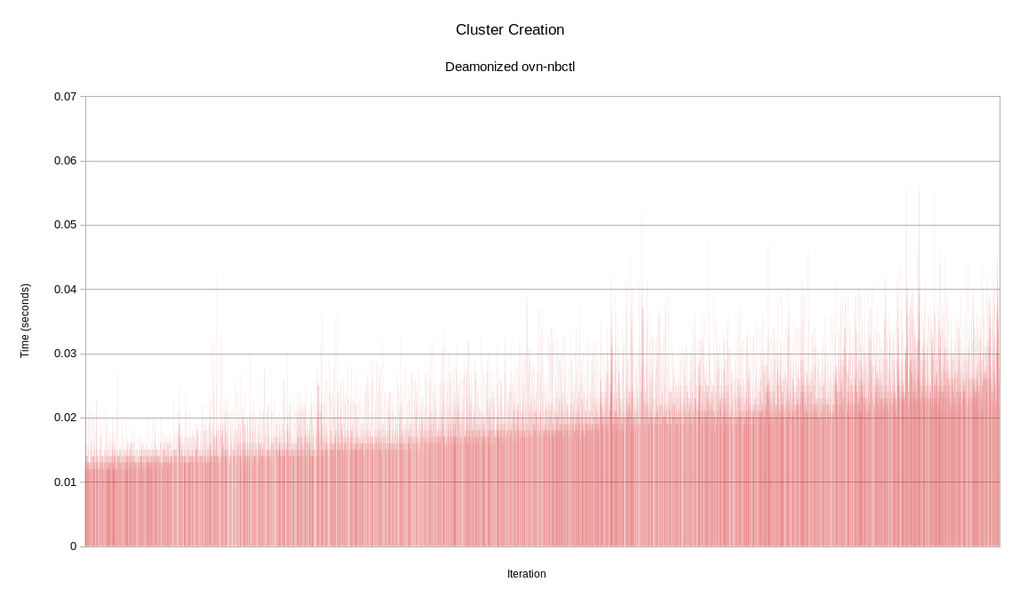 Cluster Creation
Deamonized ovn-nbctl
0.07
0.06
0.05
0.04
0.03
0.02
0.01
0
Time (seconds)
Iteration